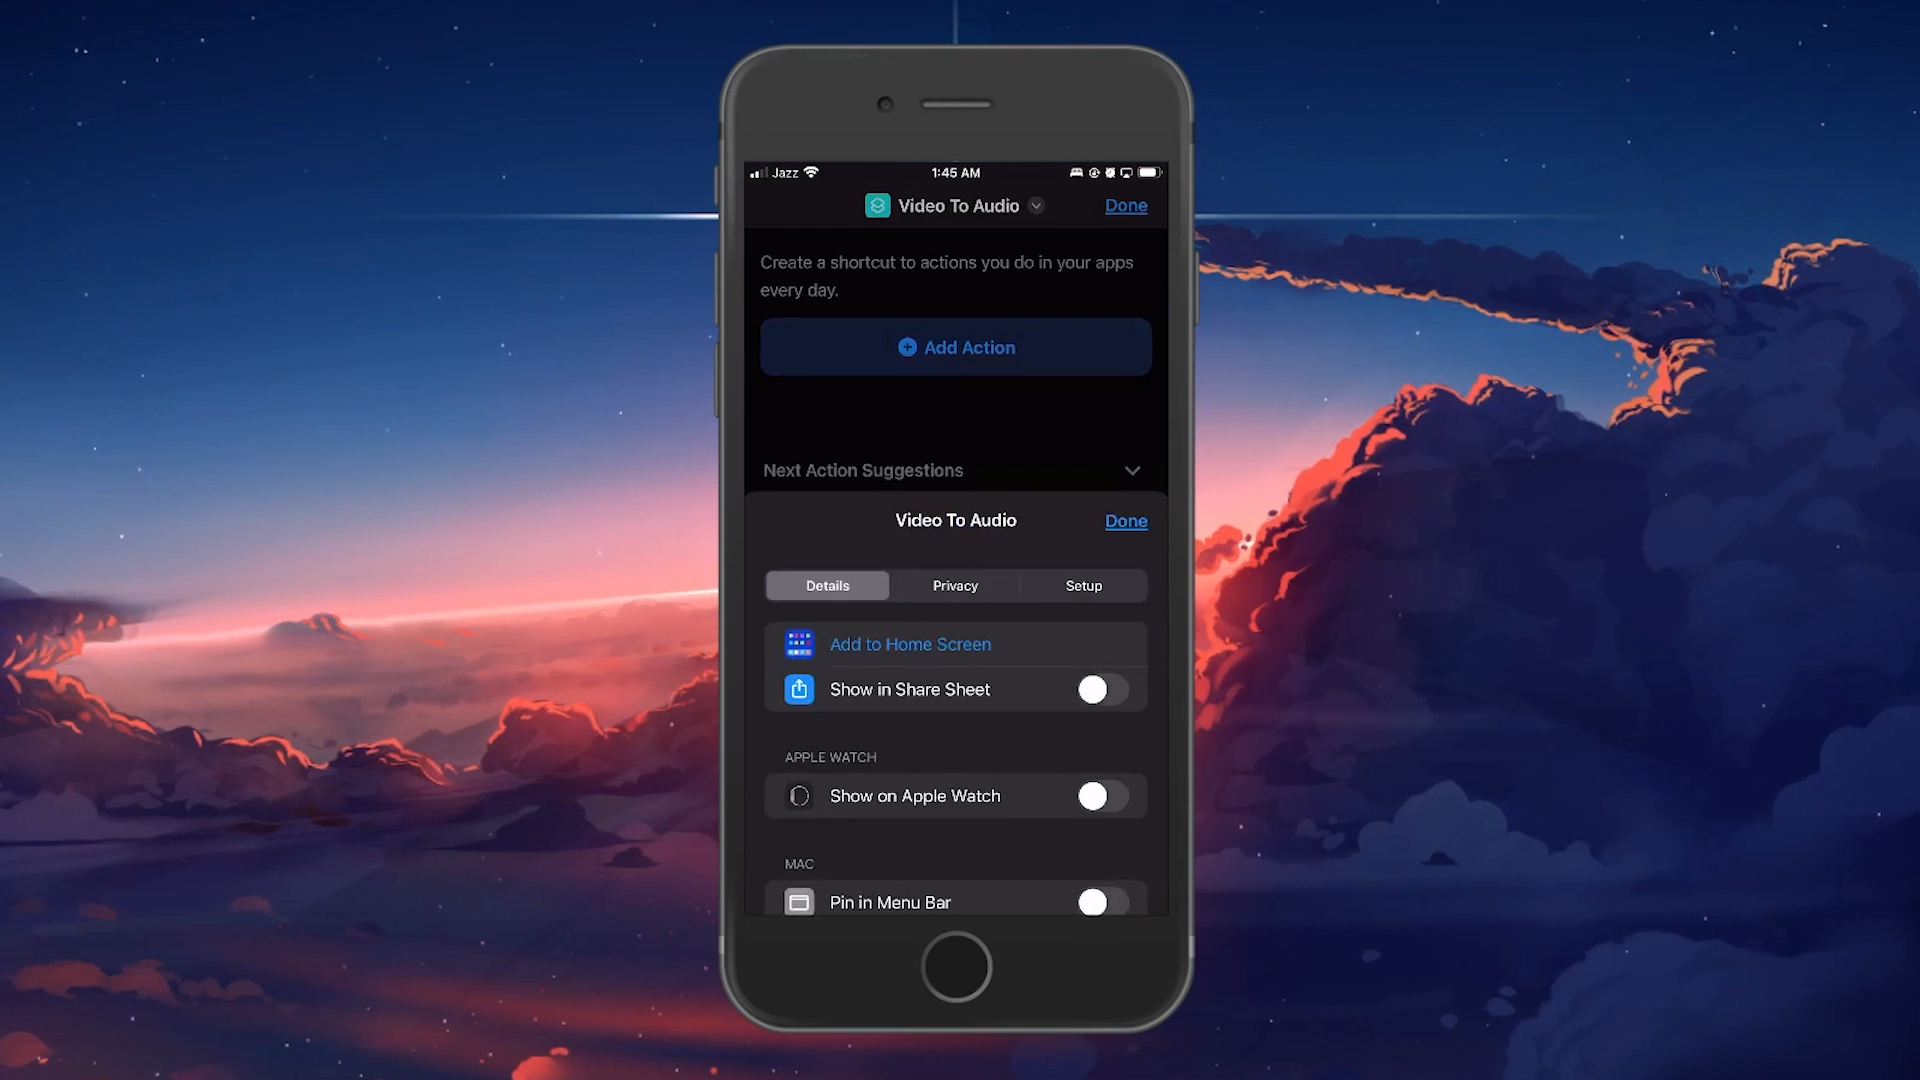 Jazz 1:45 AM
Video To Audio Done
Create a shortcut to actions you do in your apps
every day.
Add Action
Next Action Suggestions
Video To Audio Done
Details Privacy Setup
Add to Home Screen
Show in Share Sheet
APPLE WATCH
Show on Apple Watch
MAC
Pin in Menu Bar